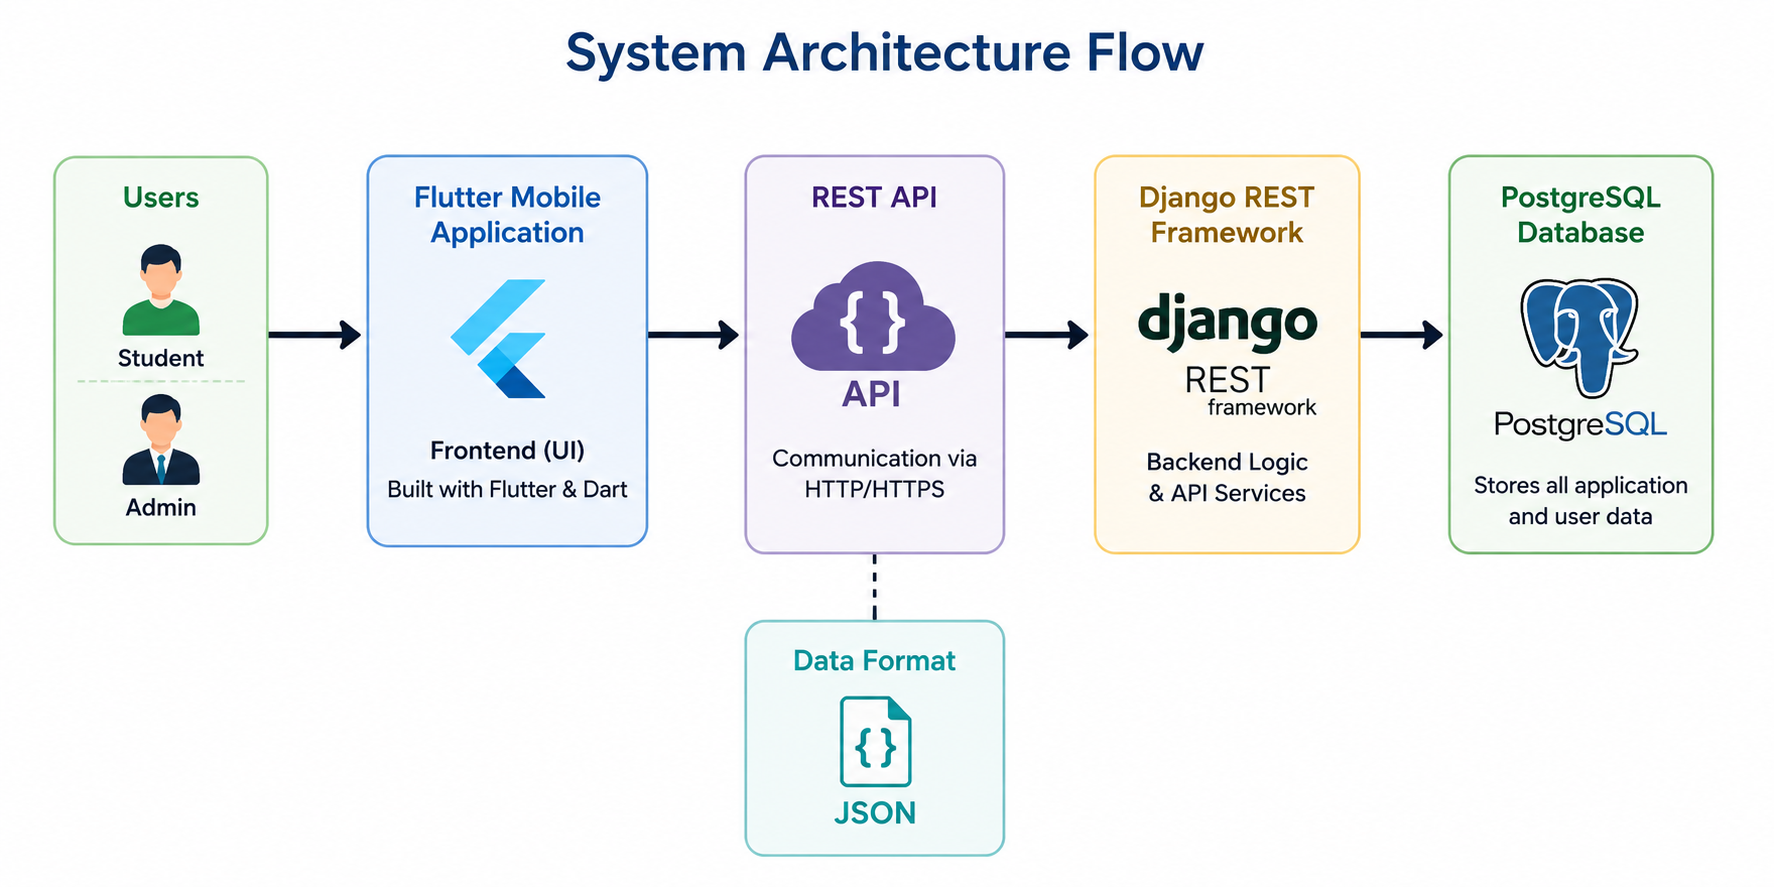 System Architecture Flow
Users
Student
Admin
Flutter Mobile
Application
Frontend (UI)
Built with Flutter & Dart
REST API
{ }
API
Communication via
HTTP/HTTPS
Django REST
Framework
django
REST
framework
Backend Logic
& API Services
PostgreSQL
Database
PostgreSQL
Stores all application
and user data
Data Format
{ }
JSON